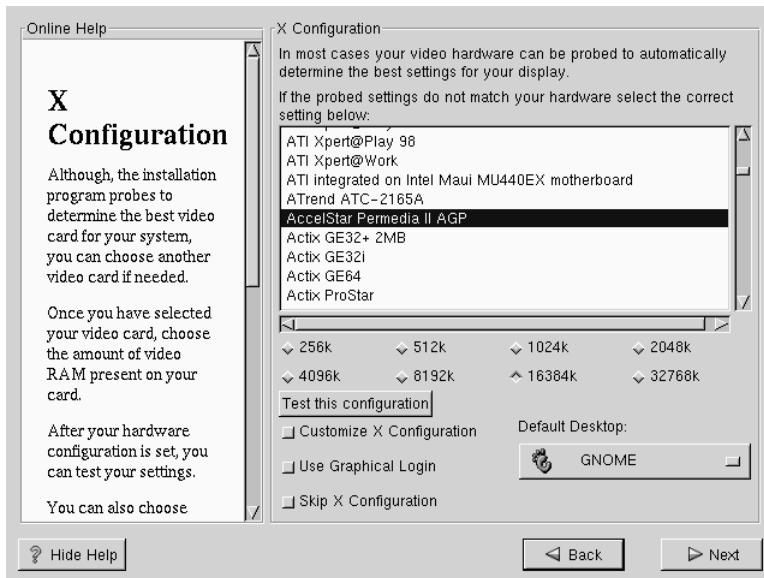 Online Help
X
Configuration
Although, the installation
program probes to
determine the best video
card for your system,
you can choose another
video card if needed.
Once you have selected
your video card, choose
the amount of video
RAM present on your
card.
After your hardware
configuration is set, you
can test your settings.
You can also choose
X Configuration
In most cases your video hardware can be probed to automatically
determine the best settings for your display.
If the probed settings do not match your hardware select the correct
setting below:
ATI Xpert@Play 98
ATI Xpert@Work
ATI integrated on Intel Maui MU440EX motherboard
ATrend ATC-2165A
AccelStar Permedia II AGP
Actix GE32+ 2MB
Actix GE32i
Actix GE64
Actix ProStar
256k 512k 1024k 2048k
4096k 8192k 16384k 32768k
Test this configuration
Customize X Configuration
Use Graphical Login
Skip X Configuration
Default Desktop:
GNOME
Hide Help
Back
Next